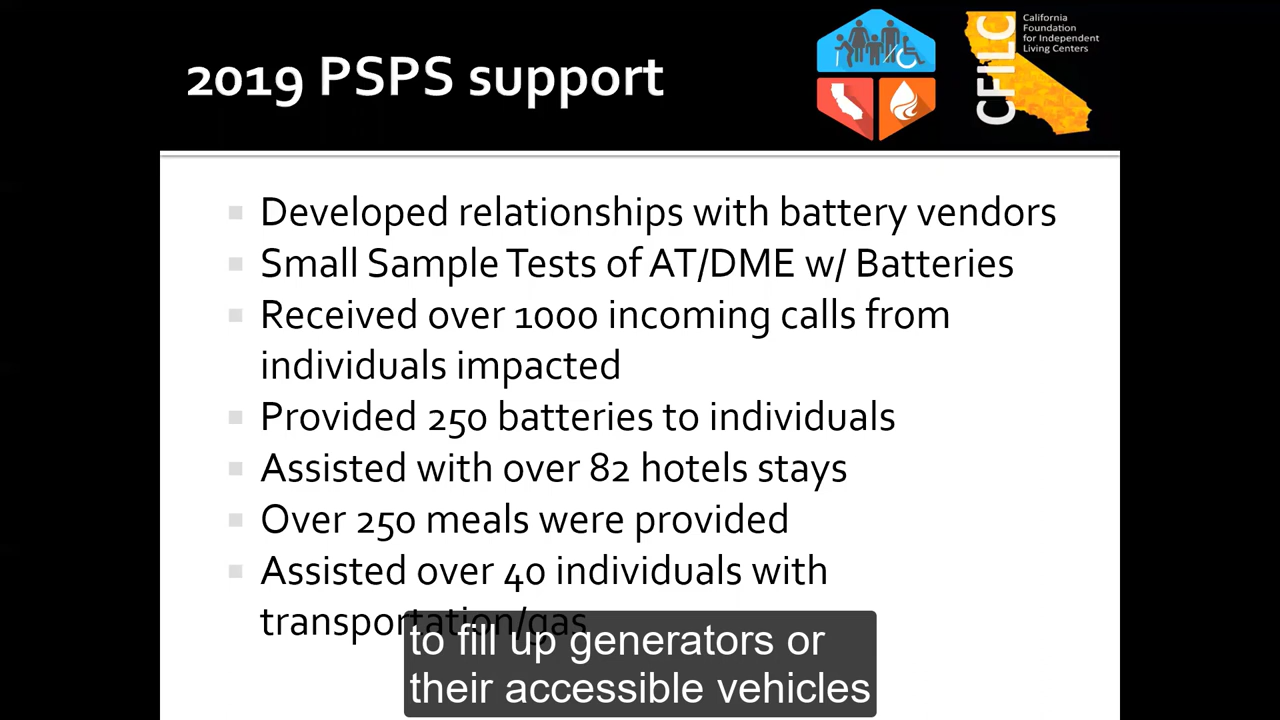 2019 PSPS support
CFILC
California
Foundation
for Independent
Living Centers
Developed relationships with battery vendors
Small Sample Tests of AT/DME w/ Batteries
Received over 1000 incoming calls from
individuals impacted
Provided 250 batteries to individuals
Assisted with over 82 hotels stays
Over 250 meals were provided
Assisted over 40 individuals with
transportation/gas
to fill up generators or
their accessible vehicles